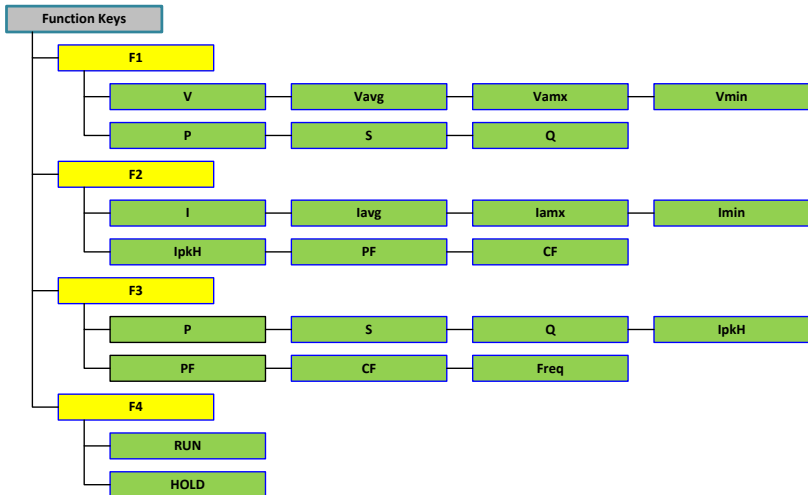 Function Keys
F1
V Vavg Vamx Vmin
P S Q
F2
I Iavg Iamx Imin
IpkH PF CF
F3
P S Q IpkH
PF CF Freq
F4
RUN
HOLD